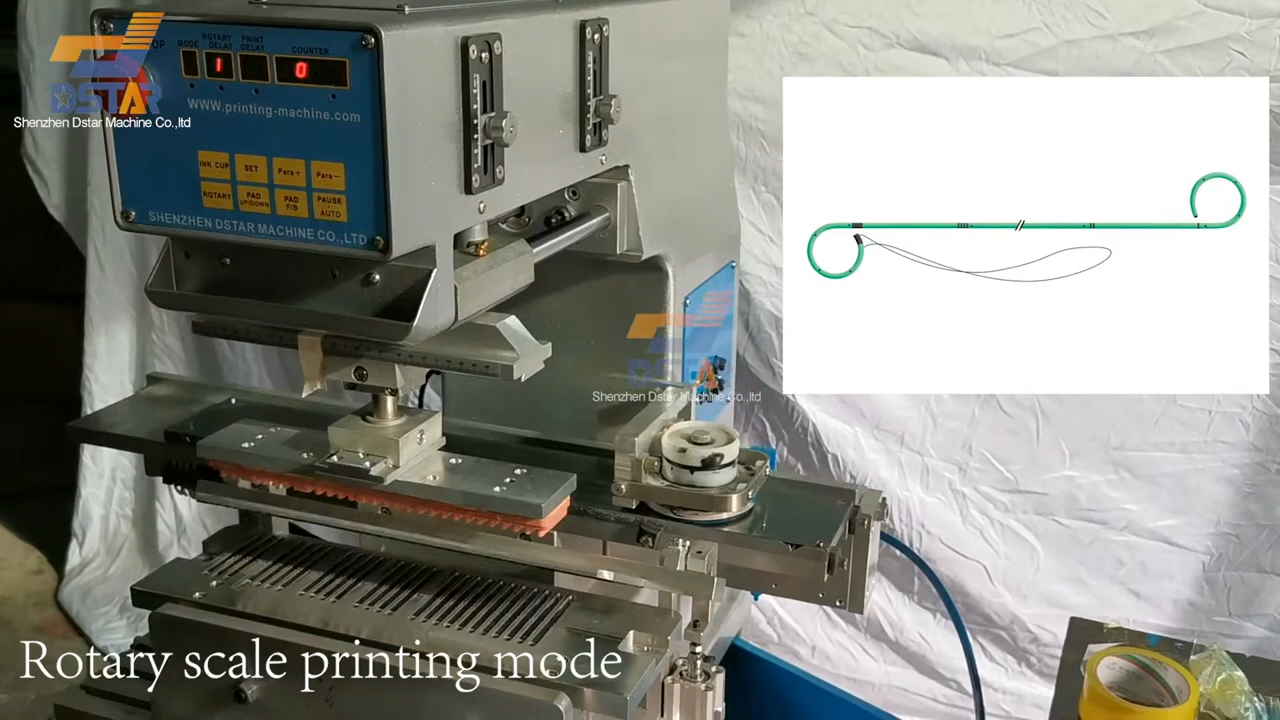 DSTAR
Shenzhen Dstar Machine Co.,ltd
MODE
ROTARY DELAY
PRINT DELAY
COUNTER
1
0
WWW.printing-machine.com
INK CUP
SET
Para+
Para-
ROTARY
PAD UP/DOWN
PAD F/B
PAUSE AUTO
SHENZHEN DSTAR MACHINE CO.,LTD
DSTAR
Shenzhen Dstar Machine Co.,ltd
Rotary scale printing mode